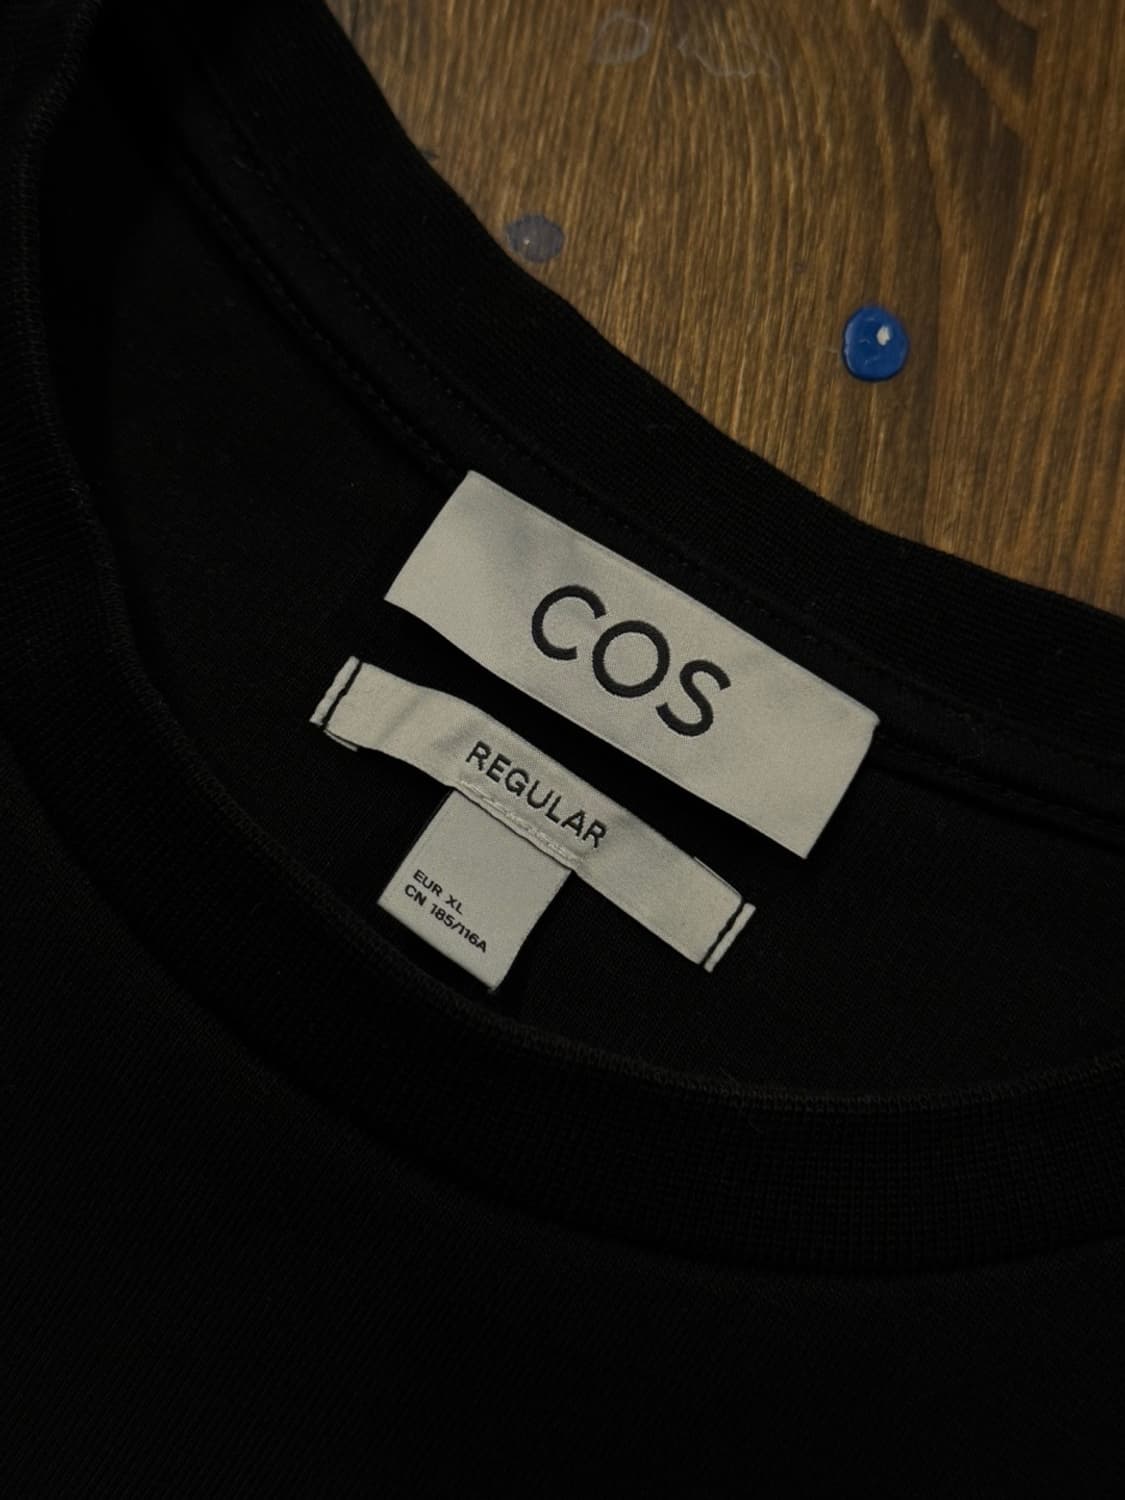 COS
REGULAR
EUR XL
CN 185/116A